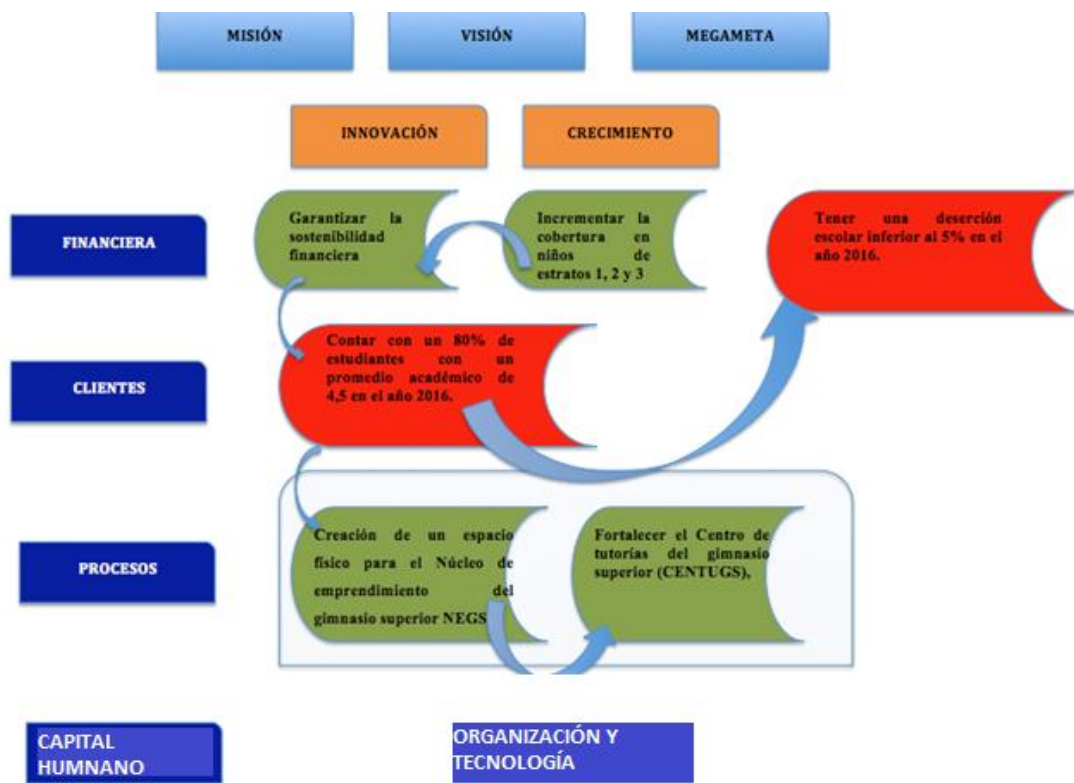 MISIÓN
VISIÓN
MEGAMETA
INNOVACIÓN
CRECIMIENTO
FINANCIERA
Garantizar la
sostenibilidad
financiera
Incrementar la
cobertura en
niños de
estratos 1, 2 y 3
Tener una deserción
escolar inferior al 5% en el
año 2016.
CLIENTES
Contar con un 80% de
estudiantes con un
promedio académico de
4,5 en el año 2016.
PROCESOS
Creación de un espacio
físico para el Núcleo de
emprendimiento del
gimnasio superior NEGS
Fortalecer el Centro de
tutorías del gimnasio
superior (CENTUGS),
CAPITAL
HUMNANO
ORGANIZACIÓN Y
TECNOLOGÍA